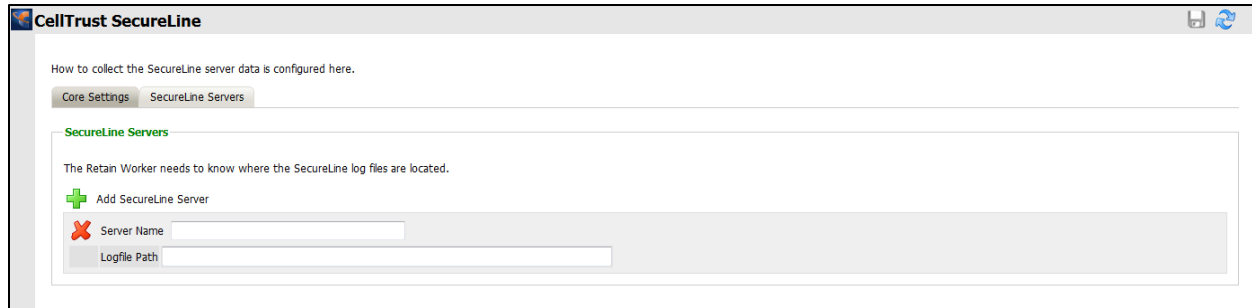 CellTrust SecureLine
How to collect the SecureLine server data is configured here.
Core Settings SecureLine Servers
SecureLine Servers
The Retain Worker needs to know where the SecureLine log files are located.
Add SecureLine Server
Server Name
Logfile Path